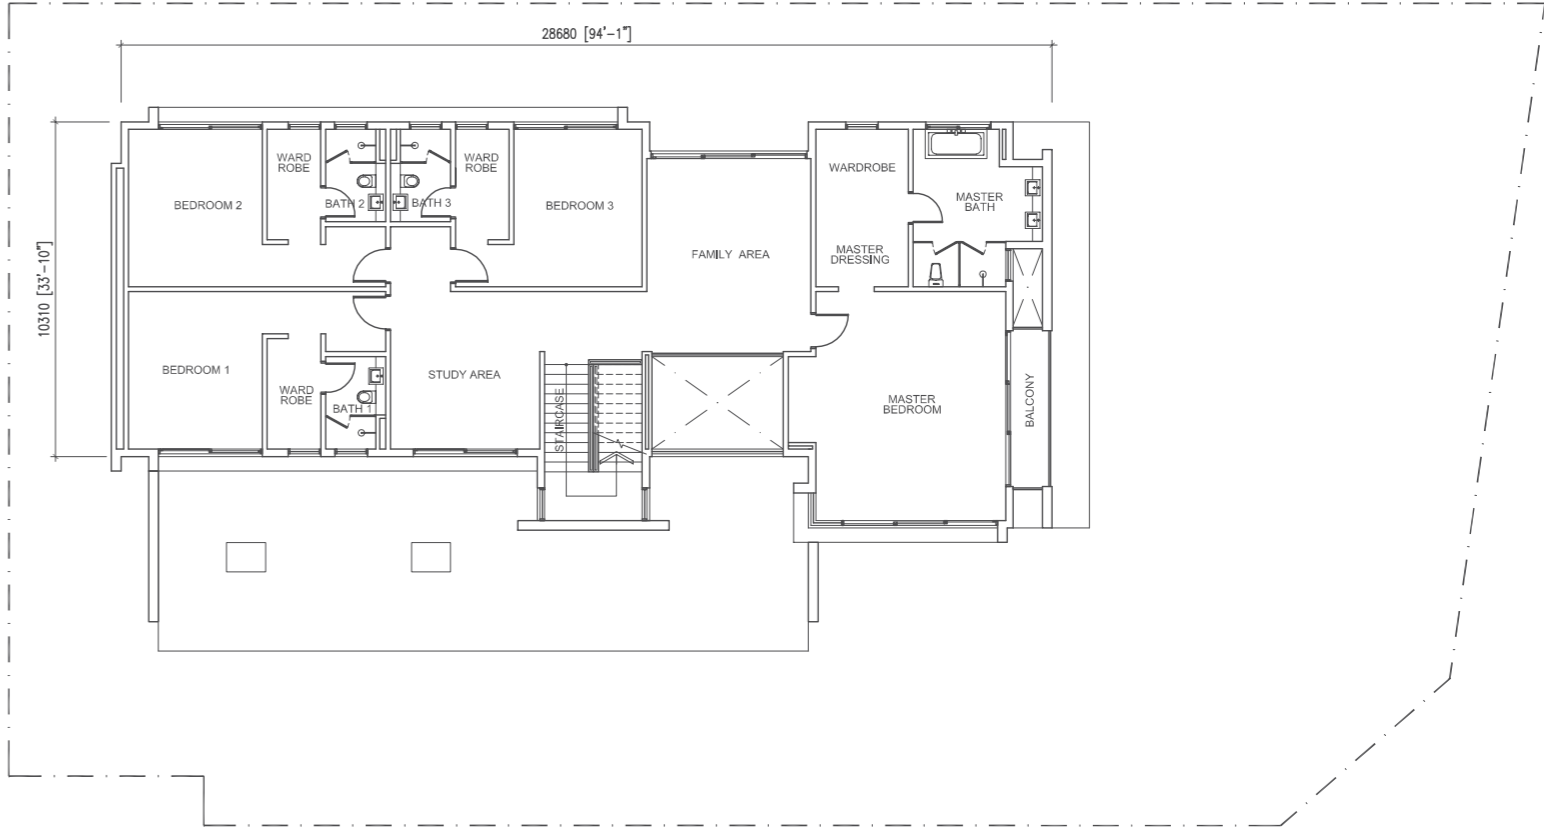 28680 [94'-1"]
10310 [33'-10"]
WARD
ROBE
WARD
ROBE
WARDROBE
BEDROOM 2
BATH 2
BATH 3
BEDROOM 3
MASTER
BATH
FAMILY AREA
MASTER
DRESSING
BEDROOM 1
WARD
ROBE
BATH 1
STUDY AREA
STAIRCASE
MASTER
BEDROOM
BALCONY